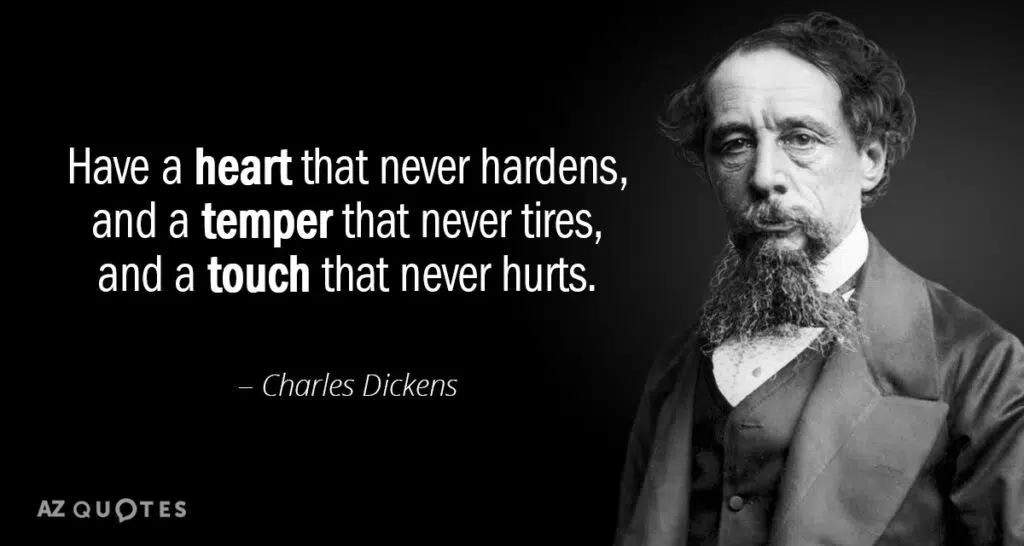 Have a heart that never hardens,
and a temper that never tires,
and a touch that never hurts.
– Charles Dickens
AZ QUOTES